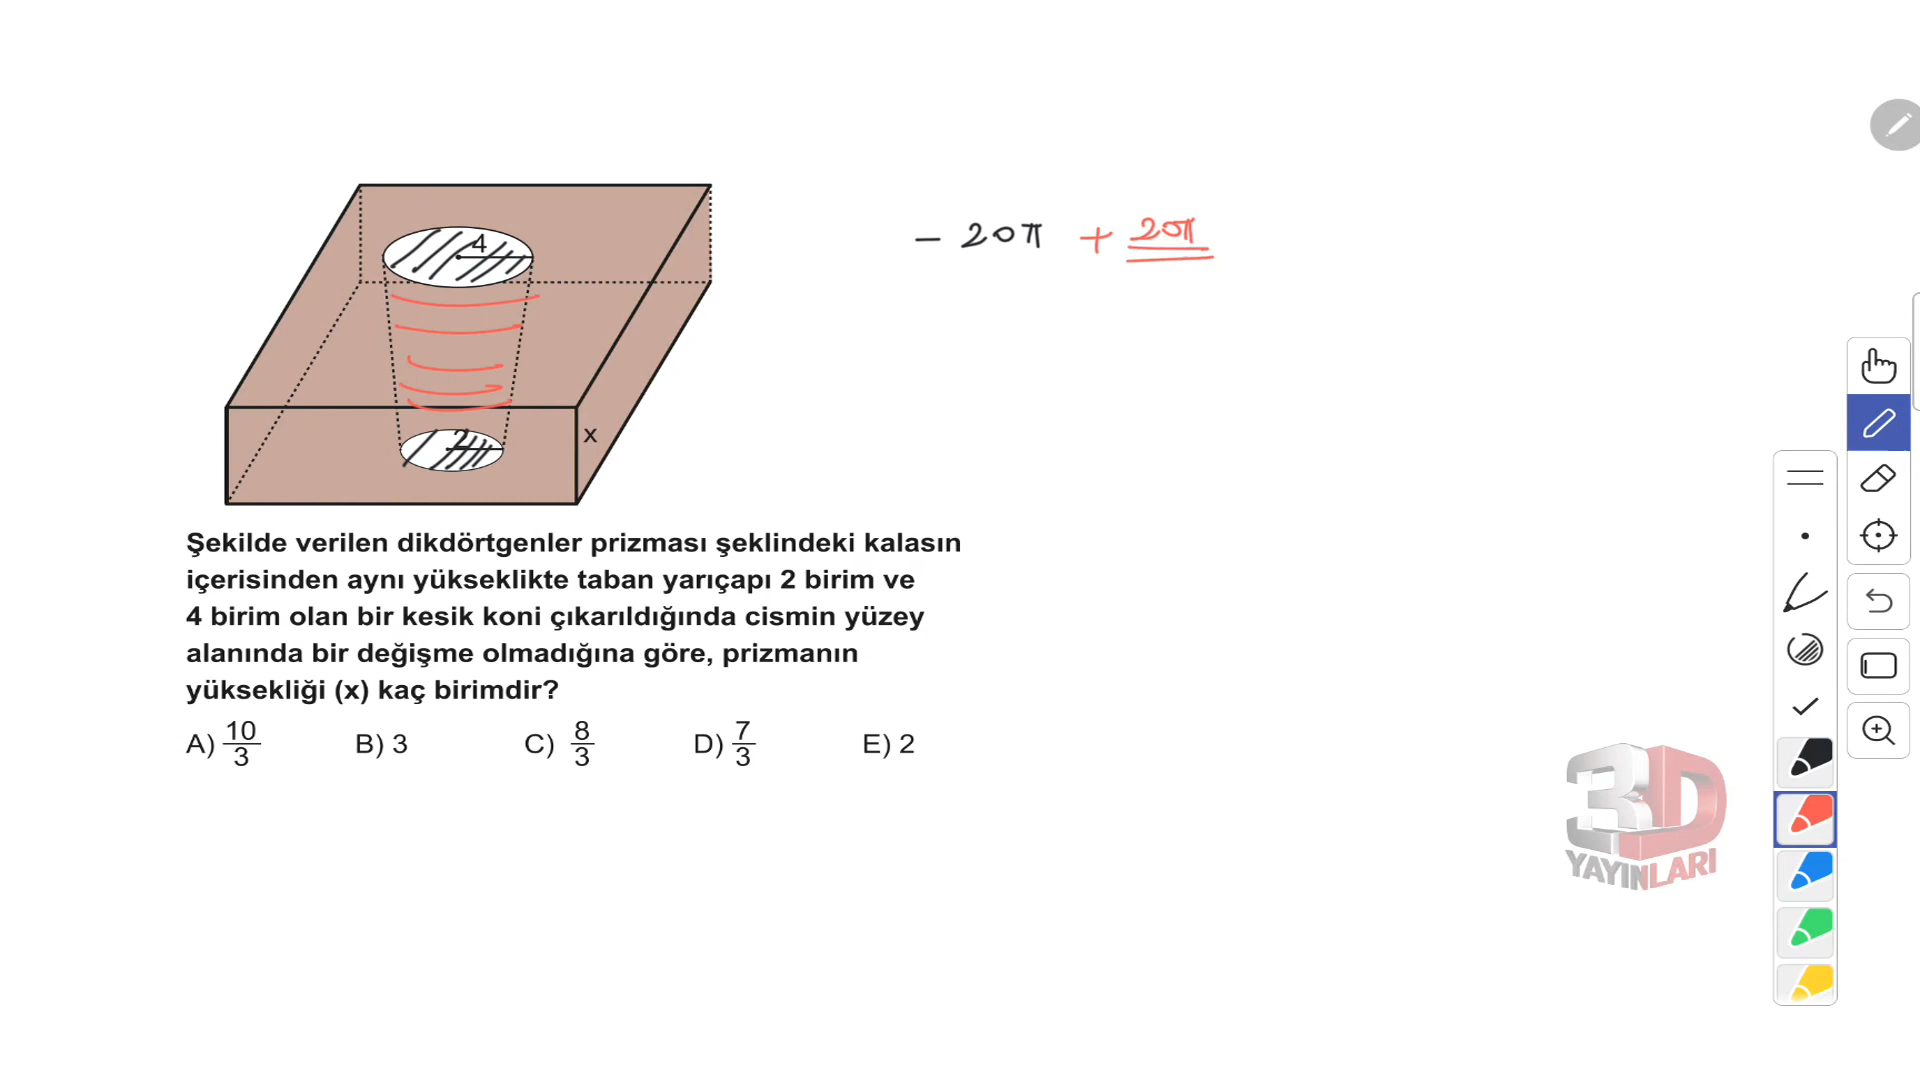 4
- 20π + 20π
2
x
Şekilde verilen dikdörtgenler prizması şeklindeki kalasın
içerisinden aynı yükseklikte taban yarıçapı 2 birim ve
4 birim olan bir kesik koni çıkarıldığında cismin yüzey
alanında bir değişme olmadığına göre, prizmanın
yüksekliği (x) kaç birimdir?
A) 10/3 B) 3 C) 8/3 D) 7/3 E) 2
3D
YAYINLARI